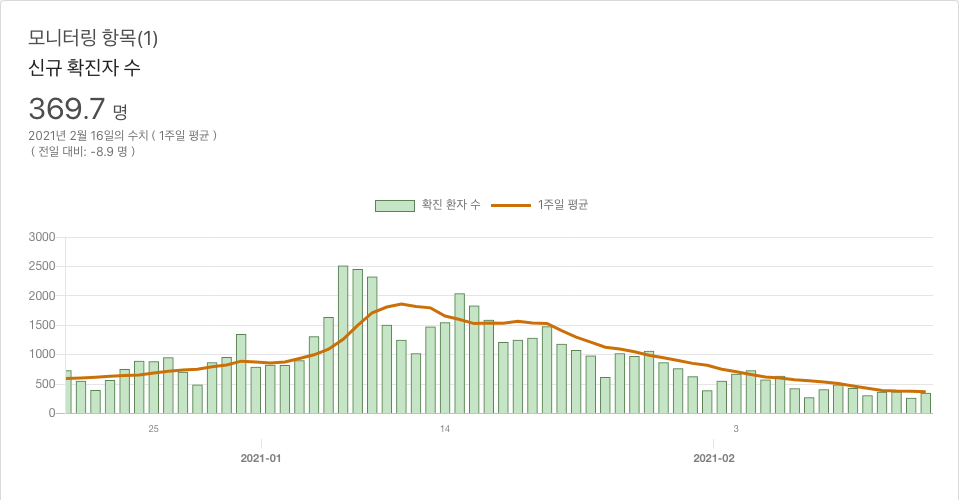 모니터링 항목(1)
신규 확진자 수
369.7 명
2021년 2월 16일의 수치 ( 1주일 평균 )
( 전일 대비: -8.9 명 )
확진 환자 수 1주일 평균
3000
2500
2000
1500
1000
500
0
25 14 3
2021-01 2021-02